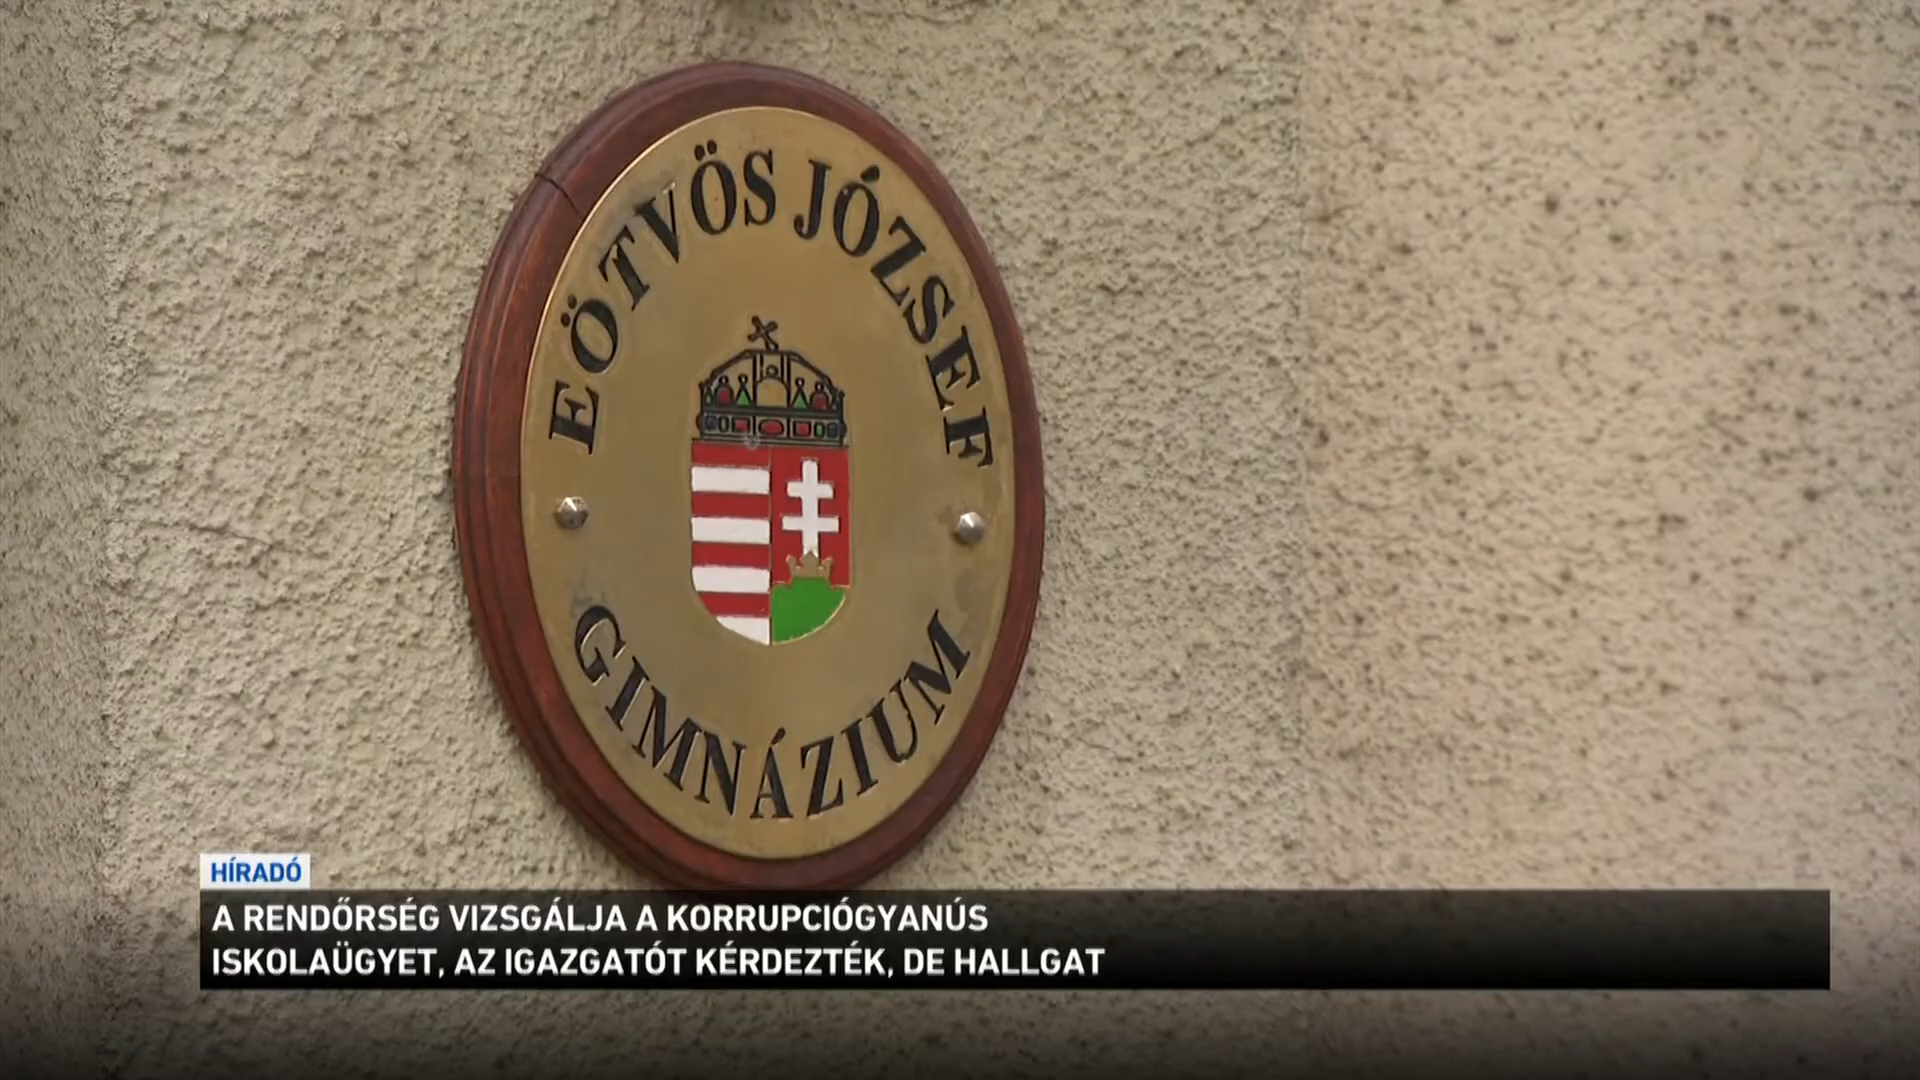 EÖTVÖS JÓZSEF
GIMNÁZIUM
HÍRADÓ
A RENDŐRSÉG VIZSGÁLJA A KORRUPCIÓGYANÚS
ISKOLAÜGYET, AZ IGAZGATÓT KÉRDEZTÉK, DE HALLGAT